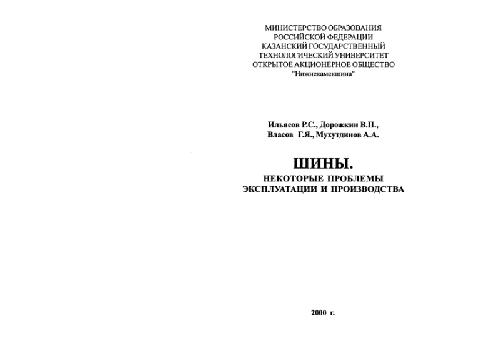 МИНИСТЕРСТВО ОБРАЗОВАНИЯ
РОССИЙСКОЙ ФЕДЕРАЦИИ
КАЗАНСКИЙ ГОСУДАРСТВЕННЫЙ
ТЕХНОЛОГИЧЕСКИЙ УНИВЕРСИТЕТ
ОТКРЫТОЕ АКЦИОНЕРНОЕ ОБЩЕСТВО
"Нижнекамскшина"
Ильясов Р.С., Дорожкин В.П.,
Власов Г.Я., Мухутдинов А.А.
ШИНЫ.
НЕКОТОРЫЕ ПРОБЛЕМЫ
ЭКСПЛУАТАЦИИ И ПРОИЗВОДСТВА
2000 г.